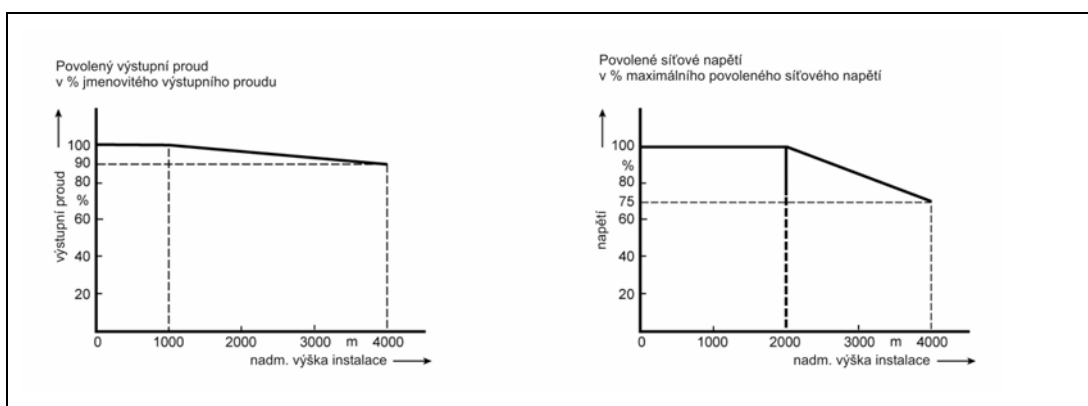 Povolený výstupní proud
v % jmenovitého výstupního proudu
100
90
80
%
60
40
20
výstupní proud
0 1000 2000 3000 m 4000
nadm. výška instalace
Povolené síťové napětí
v % maximálního povoleného síťového napětí
100
%
80
75
60
40
20
napětí
0 1000 2000 3000 m 4000
nadm. výška instalace